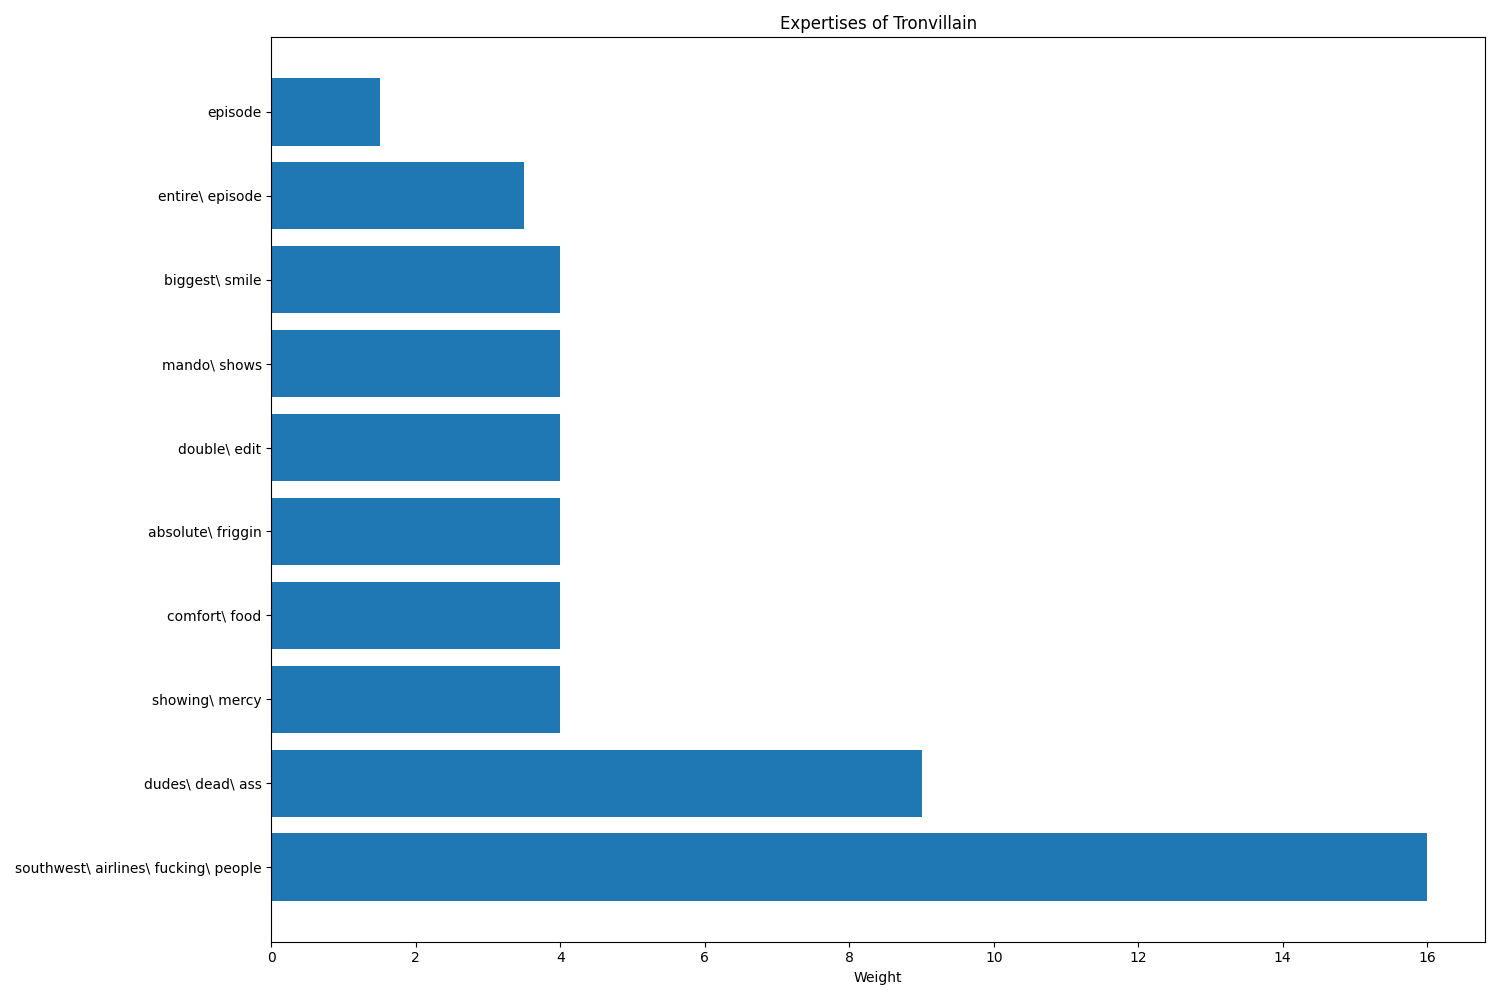 Expertises of Tronvillain
episode
entire\ episode
biggest\ smile
mando\ shows
double\ edit
absolute\ friggin
comfort\ food
showing\ mercy
dudes\ dead\ ass
southwest\ airlines\ fucking\ people
0 2 4 6 8 10 12 14 16
Weight